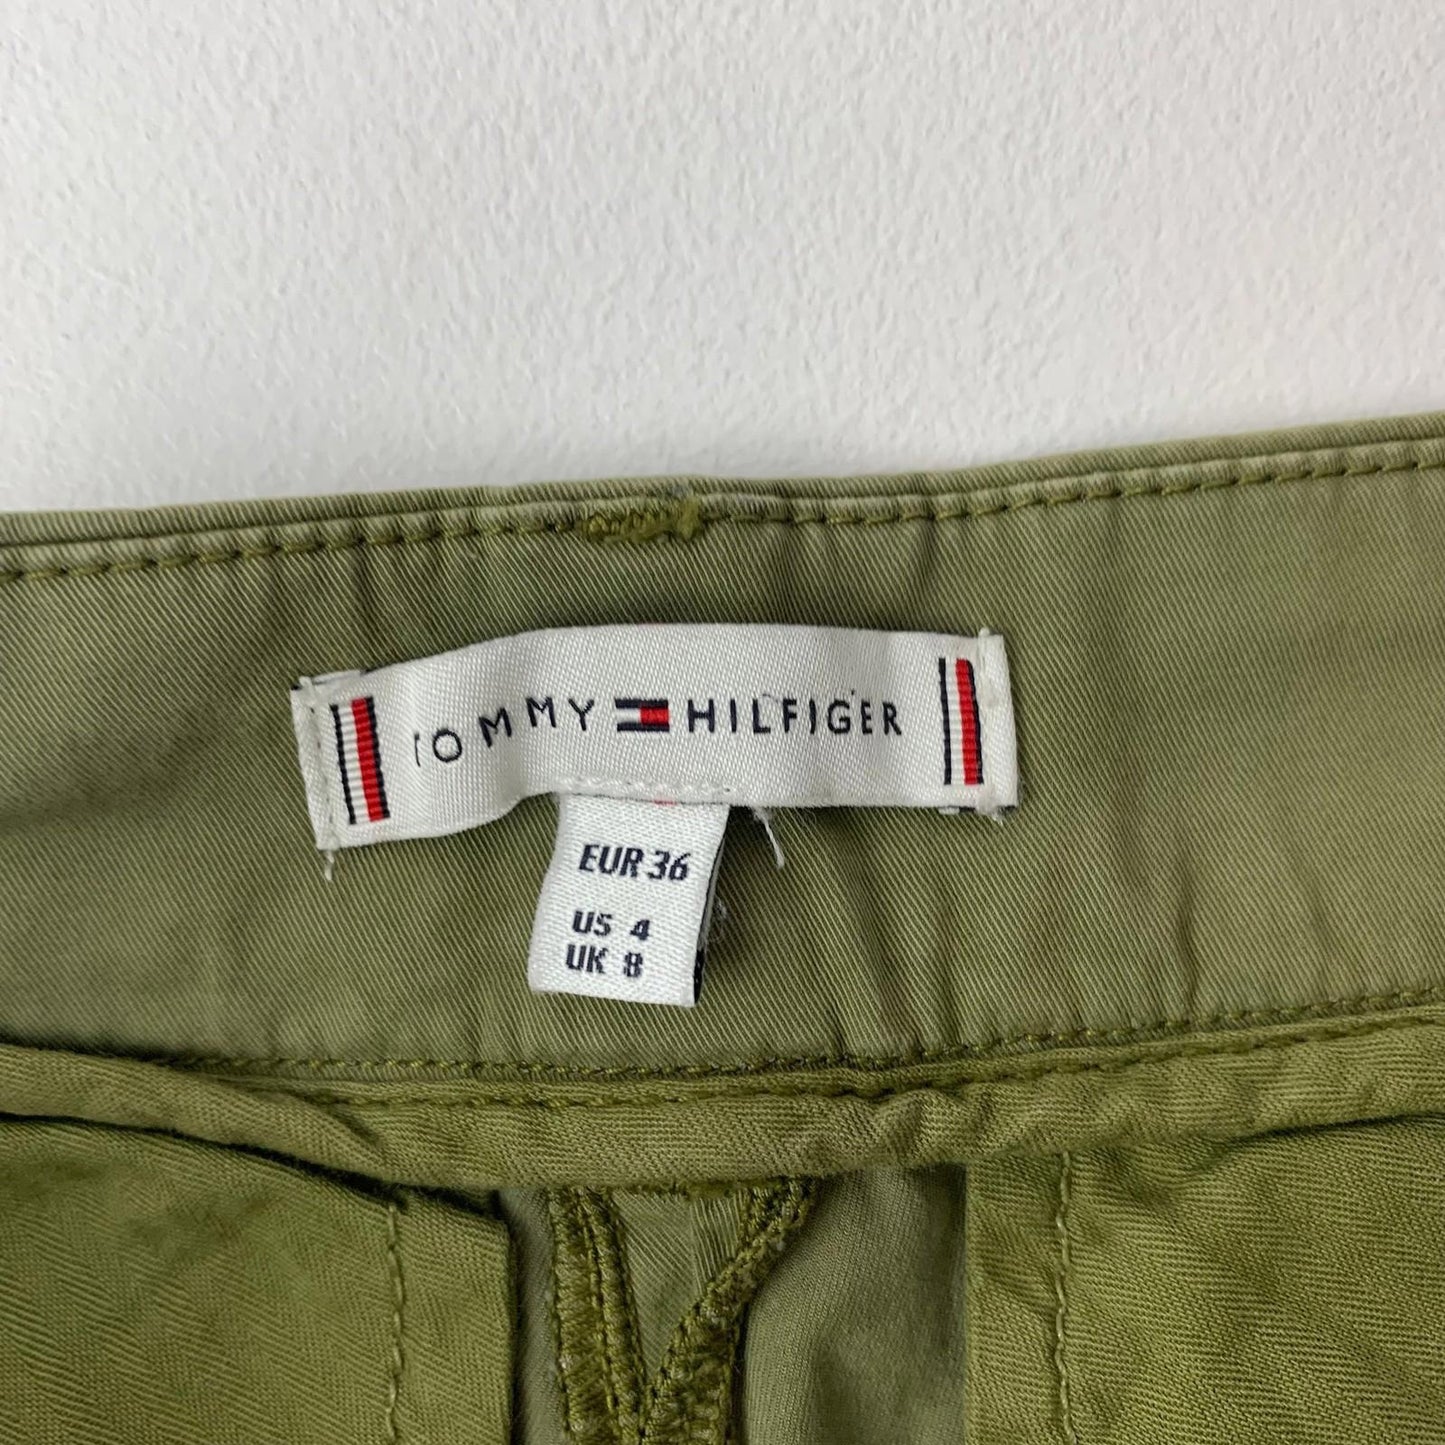 TOMMY HILFIGER
EUR 36
US 4
UK 8